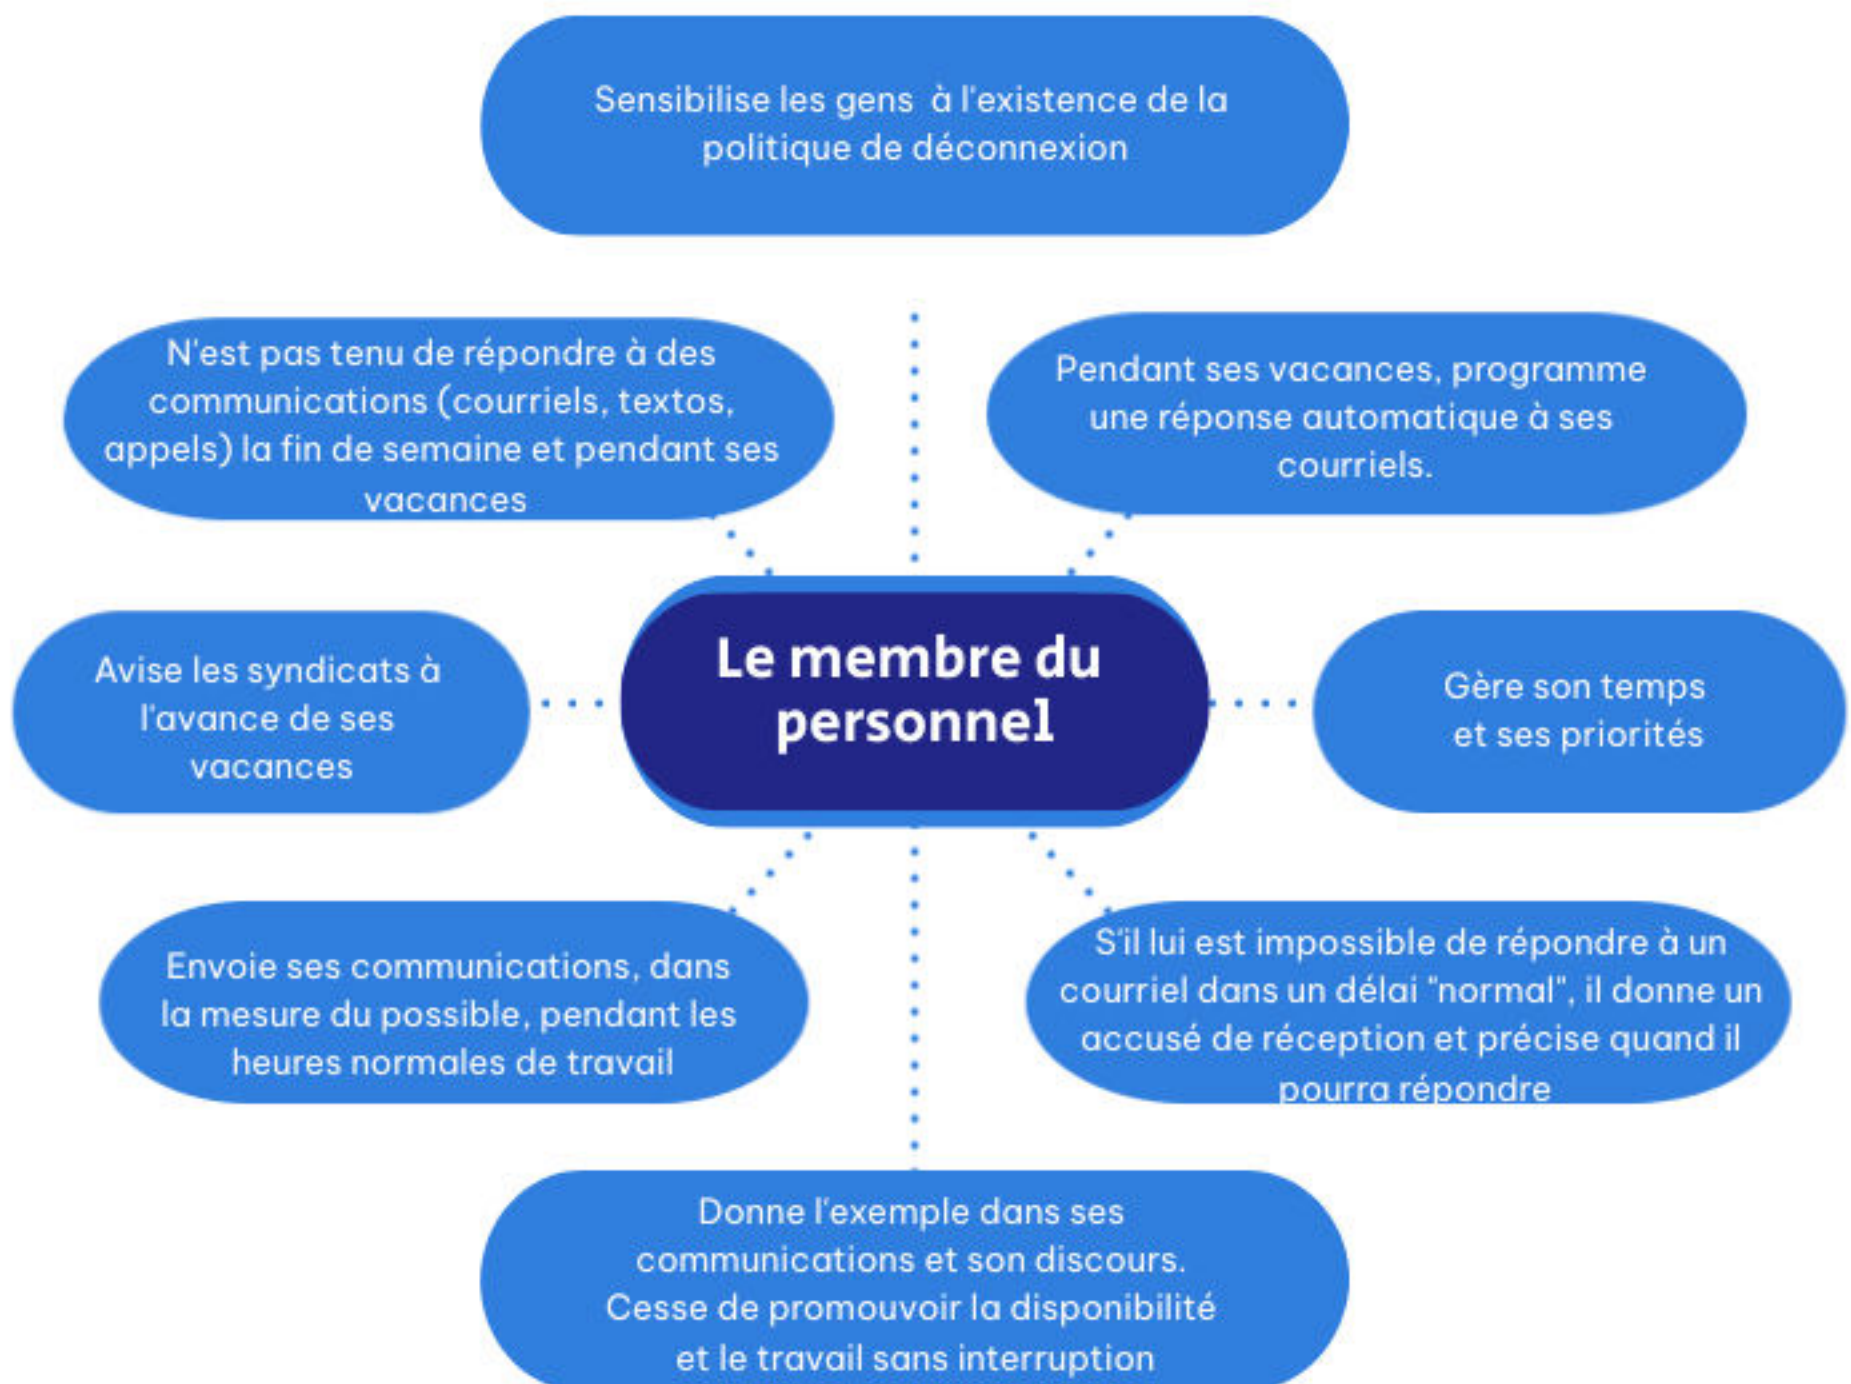 Sensibilise les gens à l'existence de la
politique de déconnexion
N'est pas tenu de répondre à des
communications (courriels, textos,
appels) la fin de semaine et pendant ses
vacances
Pendant ses vacances, programme
une réponse automatique à ses
courriels.
Avise les syndicats à
l'avance de ses
vacances
Le membre du
personnel
Gère son temps
et ses priorités
Envoie ses communications, dans
la mesure du possible, pendant les
heures normales de travail
S'il lui est impossible de répondre à un
courriel dans un délai "normal", il donne un
accusé de réception et précise quand il
pourra répondre
Donne l'exemple dans ses
communications et son discours.
Cesse de promouvoir la disponibilité
et le travail sans interruption